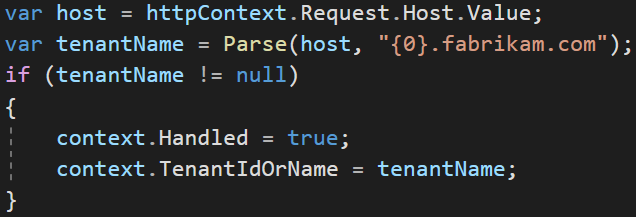 var host = httpContext.Request.Host.Value;
var tenantName = Parse(host, "{0}.fabrikam.com");
if (tenantName != null)
{
    context.Handled = true;
    context.TenantIdOrName = tenantName;
}